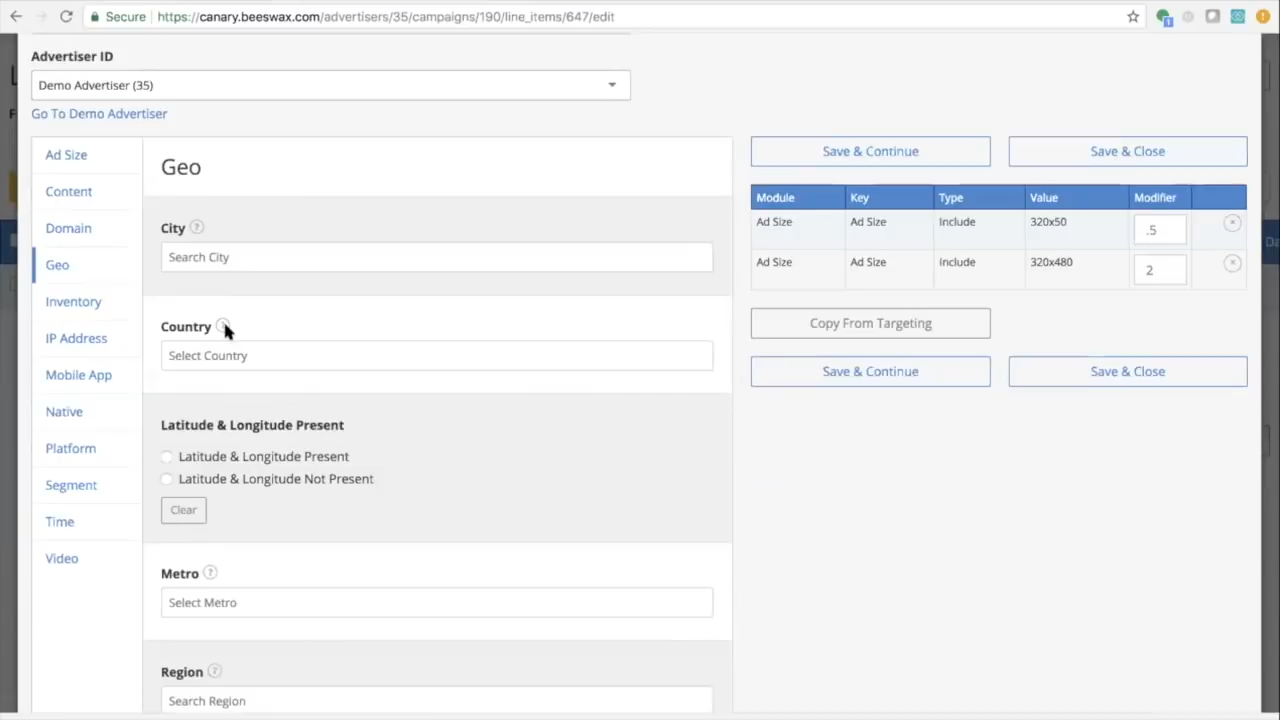 Secure https://canary.beeswax.com/advertisers/35/campaigns/190/line_items/647/edit
Advertiser ID
Demo Advertiser (35)
Go To Demo Advertiser
Ad Size
Content
Domain
Geo
Inventory
IP Address
Mobile App
Native
Platform
Segment
Time
Video
Geo
City ?
Search City
Country
Select Country
Latitude & Longitude Present
Latitude & Longitude Present
Latitude & Longitude Not Present
Clear
Metro ?
Select Metro
Region ?
Search Region
Save & Continue Save & Close
Module Key Type Value Modifier
Ad Size Ad Size Include 320x50 .5
Ad Size Ad Size Include 320x480 2
Copy From Targeting
Save & Continue Save & Close